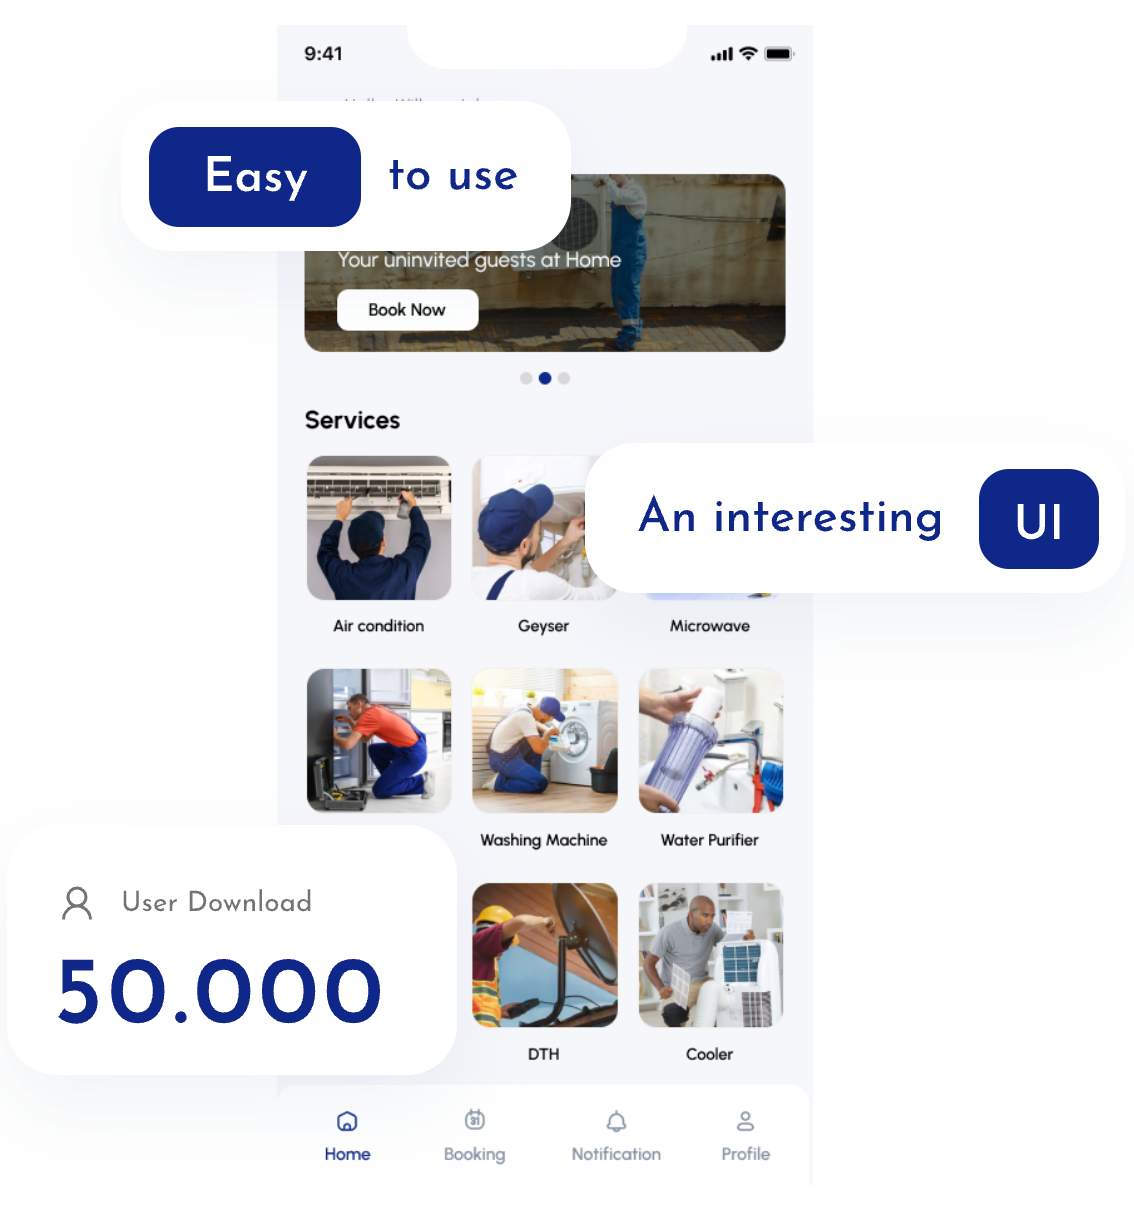 9:41
Easy to use
Your uninvited guests at Home
Book Now
Services
An interesting UI
Air condition
Geyser
Microwave
Washing Machine
Water Purifier
User Download
50.000
DTH
Cooler
31
Home
Booking
Notification
Profile